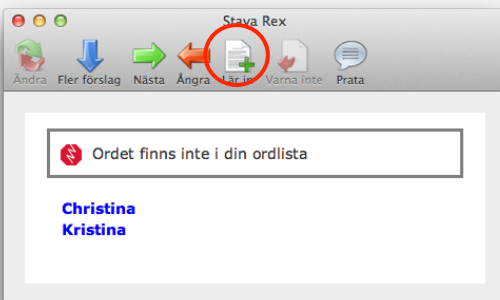 Stava Rex
Ändra Fler förslag Nästa Ångra Lär in Varna inte Prata
Ordet finns inte i din ordlista
Christina
Kristina